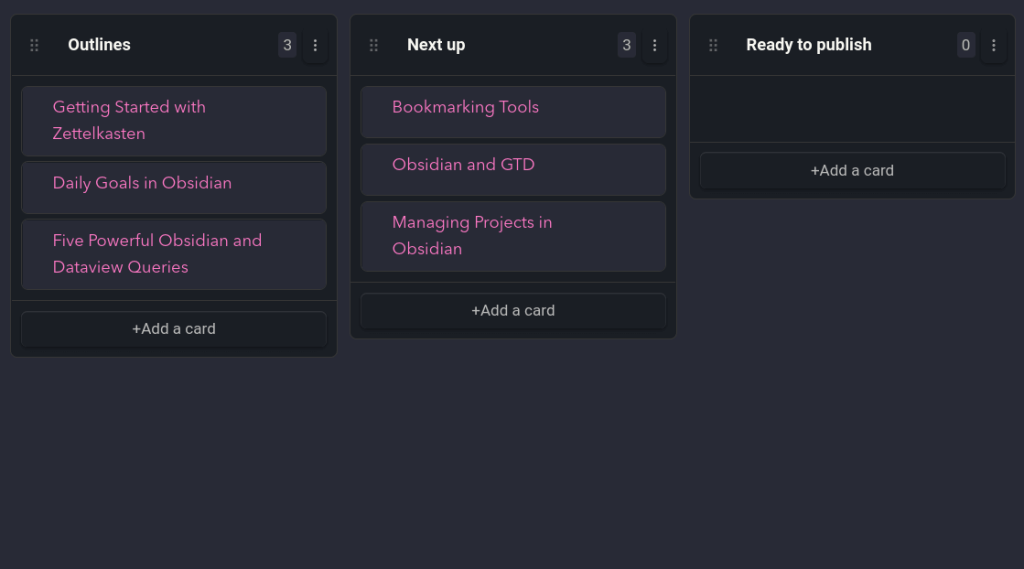 Outlines 3
Getting Started with
Zettelkasten
Daily Goals in Obsidian
Five Powerful Obsidian and
Dataview Queries
+Add a card
Next up 3
Bookmarking Tools
Obsidian and GTD
Managing Projects in
Obsidian
+Add a card
Ready to publish 0
+Add a card